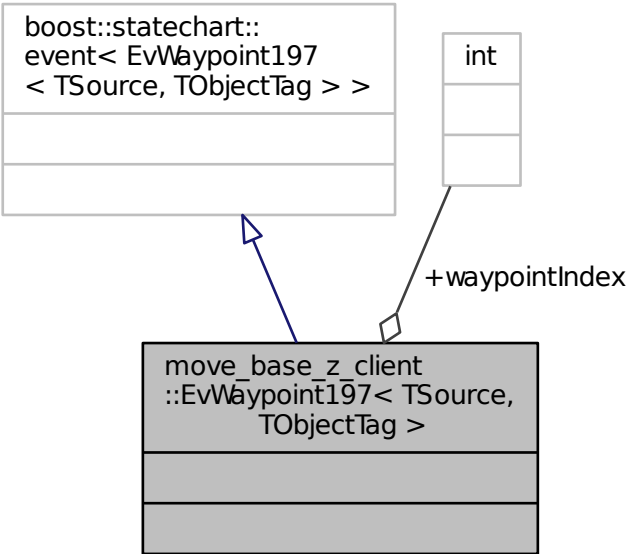 boost::statechart::
event< EvWaypoint197
< TSource, TObjectTag > >
int
+waypointIndex
move_base_z_client
::EvWaypoint197< TSource,
TObjectTag >